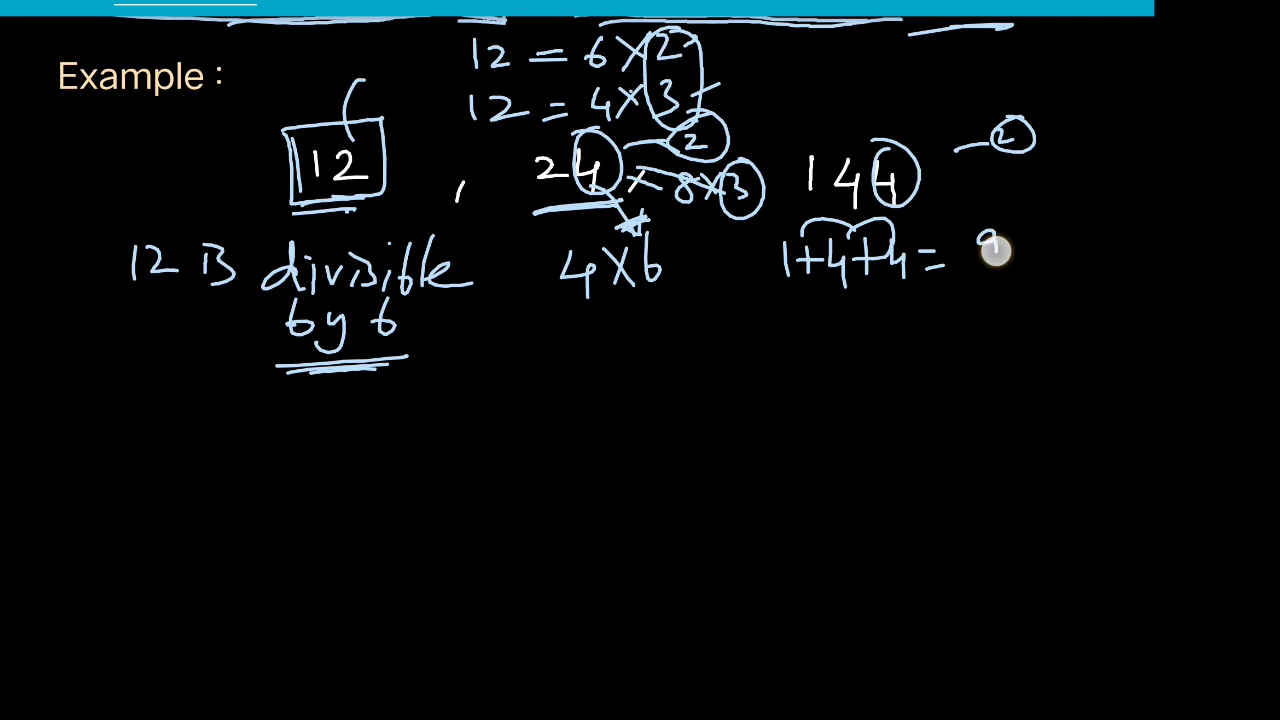 12 = 6 × 2
Example :
12 = 4 × 3
12 , 24 - 2 144 - 2
8 × 3
12 is divisible 4 × 6 1+4+4 = 9
by 6